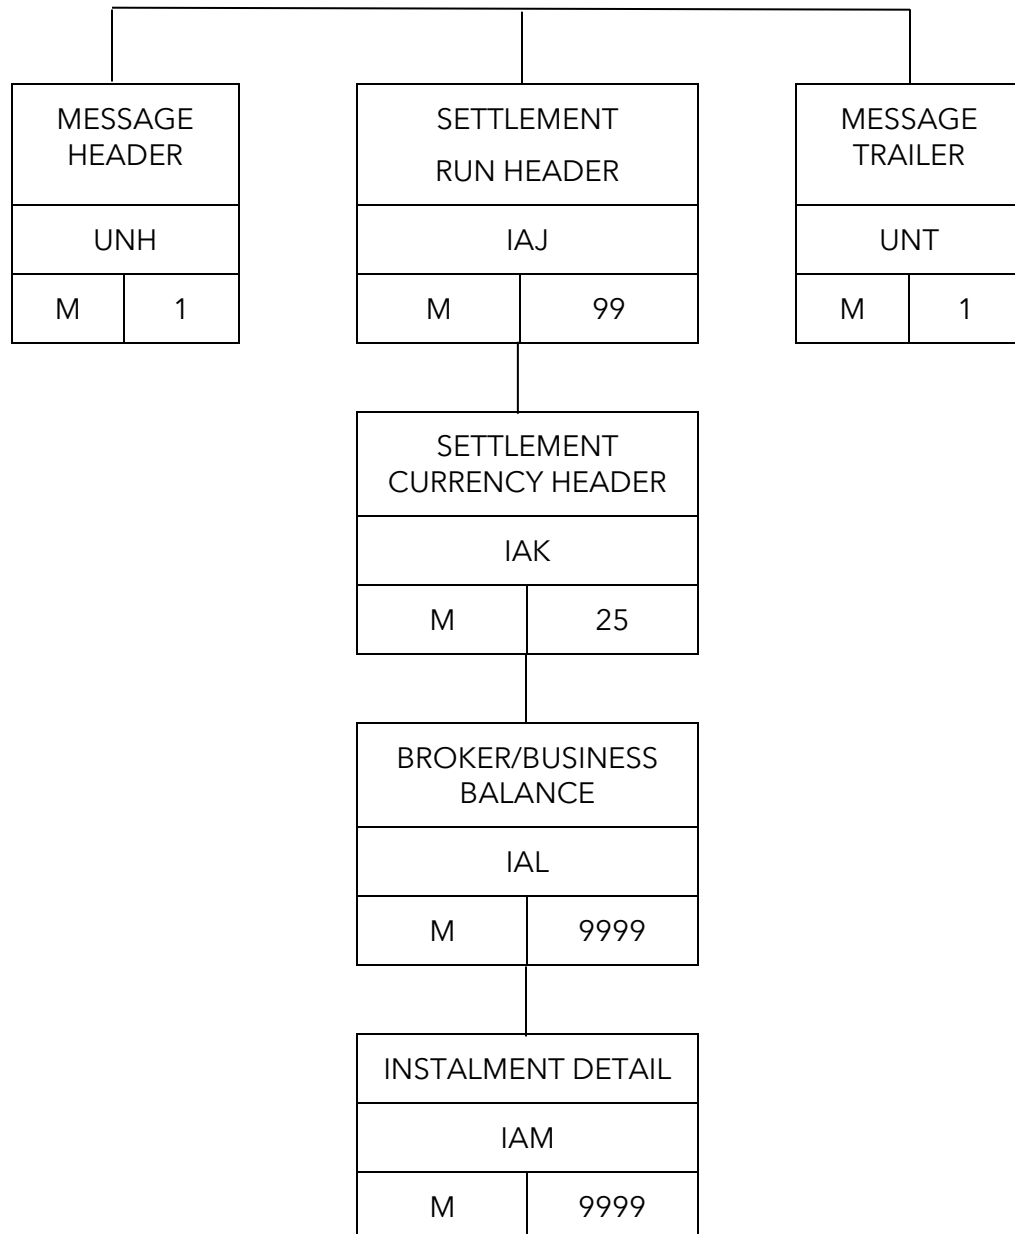 MESSAGE
HEADER
UNH
M 1
SETTLEMENT
RUN HEADER
IAJ
M 99
MESSAGE
TRAILER
UNT
M 1
SETTLEMENT
CURRENCY HEADER
IAK
M 25
BROKER/BUSINESS
BALANCE
IAL
M 9999
INSTALMENT DETAIL
IAM
M 9999